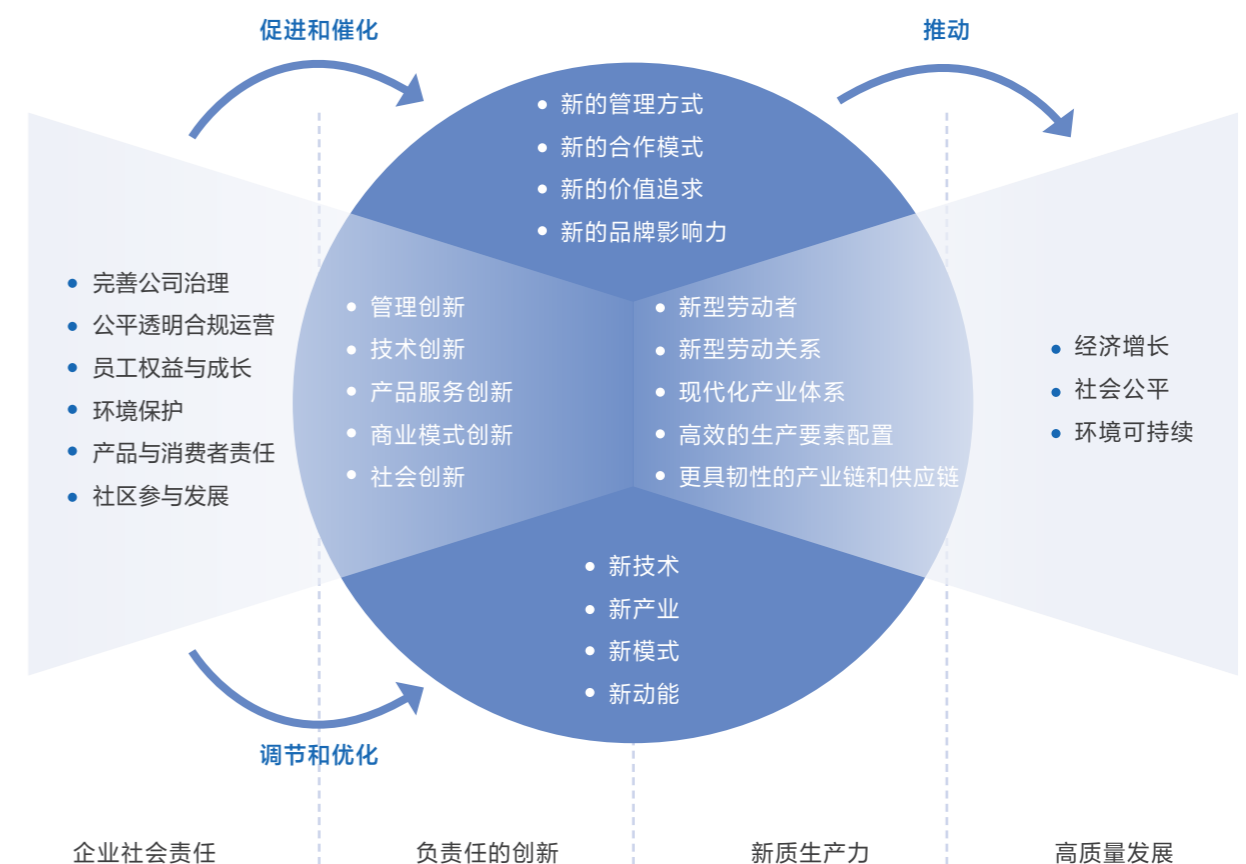 促进和催化
推动
新的管理方式
新的合作模式
新的价值追求
新的品牌影响力
完善公司治理
公平透明合规运营
员工权益与成长
环境保护
产品与消费者责任
社区参与发展
管理创新
技术创新
产品服务创新
商业模式创新
社会创新
新型劳动者
新型劳动关系
现代化产业体系
高效的生产要素配置
更具韧性的产业链和供应链
经济增长
社会公平
环境可持续
新技术
新产业
新模式
新动能
调节和优化
企业社会责任
负责任的创新
新质生产力
高质量发展